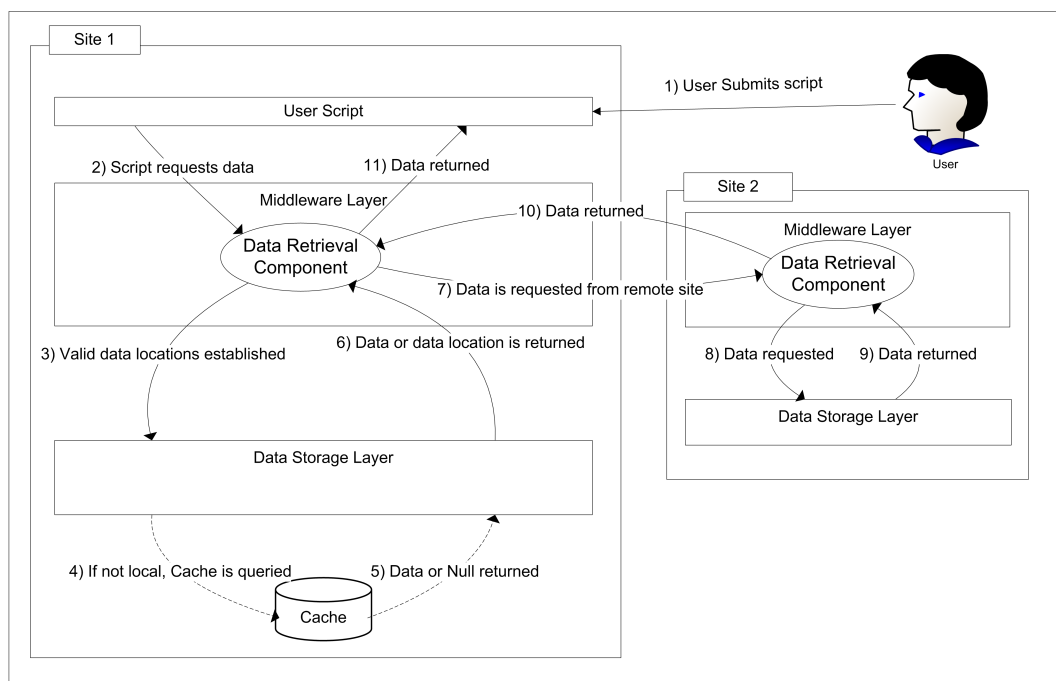 Site 1
1) User Submits script
User Script
User
2) Script requests data
11) Data returned
Site 2
Middleware Layer
10) Data returned
Middleware Layer
Data Retrieval
Component
Data Retrieval
Component
7) Data is requested from remote site
3) Valid data locations established
6) Data or data location is returned
8) Data requested
9) Data returned
Data Storage Layer
Data Storage Layer
4) If not local, Cache is queried
5) Data or Null returned
Cache